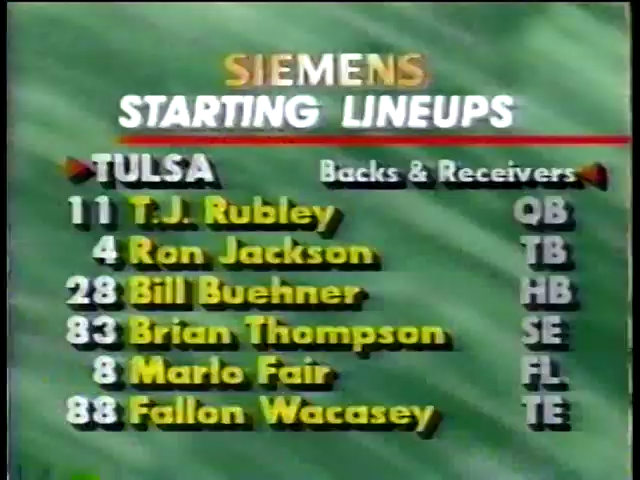 SIEMENS
STARTING LINEUPS
TULSA Backs & Receivers
11 T.J. Rubley QB
4 Ron Jackson TB
28 Bill Buehner HB
83 Brian Thompson SE
8 Marlo Fair FL
88 Fallon Wacasey TE